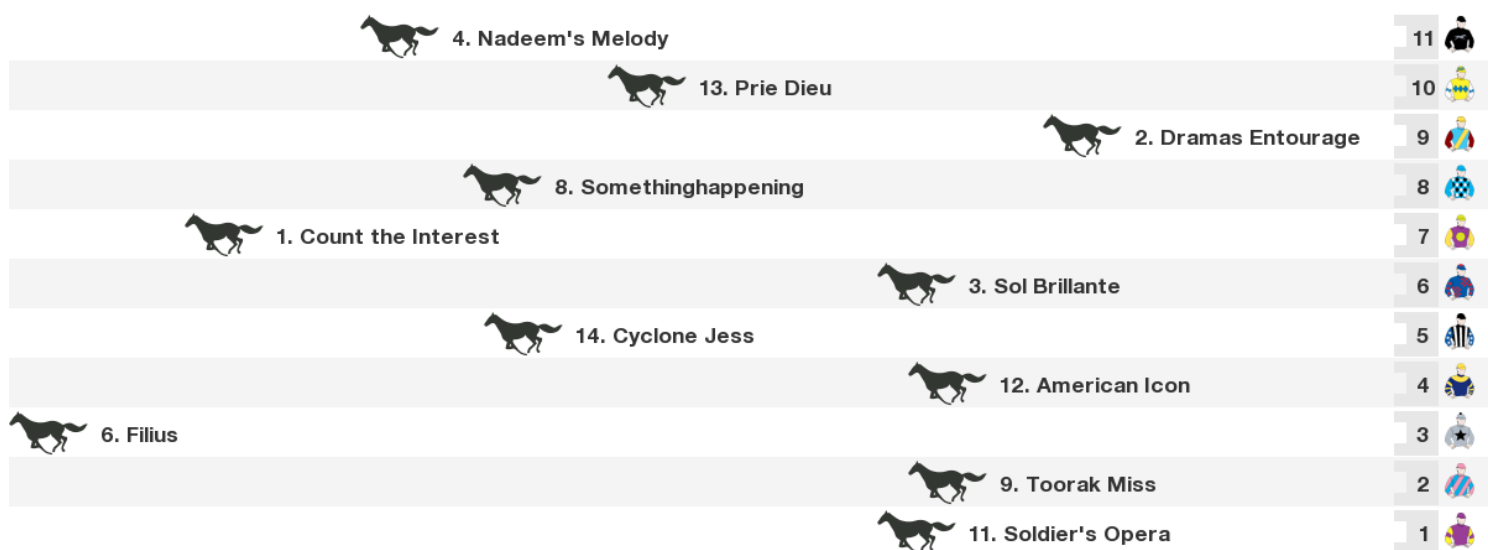 4. Nadeem's Melody 11
13. Prie Dieu 10
2. Dramas Entourage 9
8. Somethinghappening 8
1. Count the Interest 7
3. Sol Brillante 6
14. Cyclone Jess 5
12. American Icon 4
6. Filius 3
9. Toorak Miss 2
11. Soldier's Opera 1